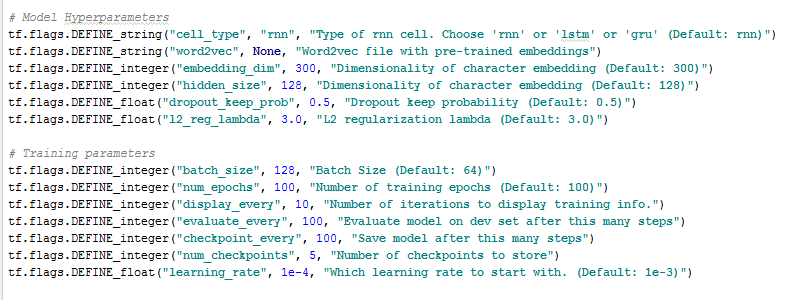 # Model Hyperparameters
tf.flags.DEFINE_string("cell_type", "rnn", "Type of rnn cell. Choose 'rnn' or 'lstm' or 'gru' (Default: rnn)")
tf.flags.DEFINE_string("word2vec", None, "Word2vec file with pre-trained embeddings")
tf.flags.DEFINE_integer("embedding_dim", 300, "Dimensionality of character embedding (Default: 300)")
tf.flags.DEFINE_integer("hidden_size", 128, "Dimensionality of character embedding (Default: 128)")
tf.flags.DEFINE_float("dropout_keep_prob", 0.5, "Dropout keep probability (Default: 0.5)")
tf.flags.DEFINE_float("l2_reg_lambda", 3.0, "L2 regularization lambda (Default: 3.0)")
# Training parameters
tf.flags.DEFINE_integer("batch_size", 128, "Batch Size (Default: 64)")
tf.flags.DEFINE_integer("num_epochs", 100, "Number of training epochs (Default: 100)")
tf.flags.DEFINE_integer("display_every", 10, "Number of iterations to display training info.")
tf.flags.DEFINE_integer("evaluate_every", 100, "Evaluate model on dev set after this many steps")
tf.flags.DEFINE_integer("checkpoint_every", 100, "Save model after this many steps")
tf.flags.DEFINE_integer("num_checkpoints", 5, "Number of checkpoints to store")
tf.flags.DEFINE_float("learning_rate", 1e-4, "Which learning rate to start with. (Default: 1e-3)")